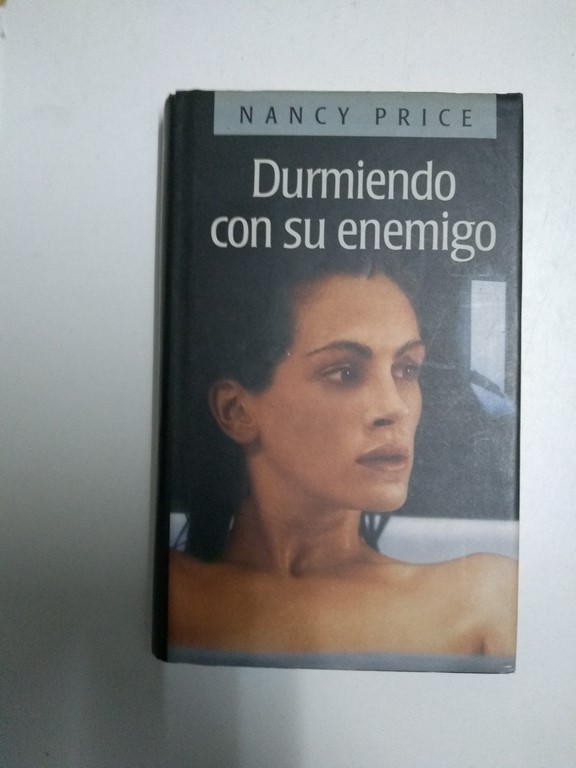 NANCY PRICE
Durmiendo
con su enemigo